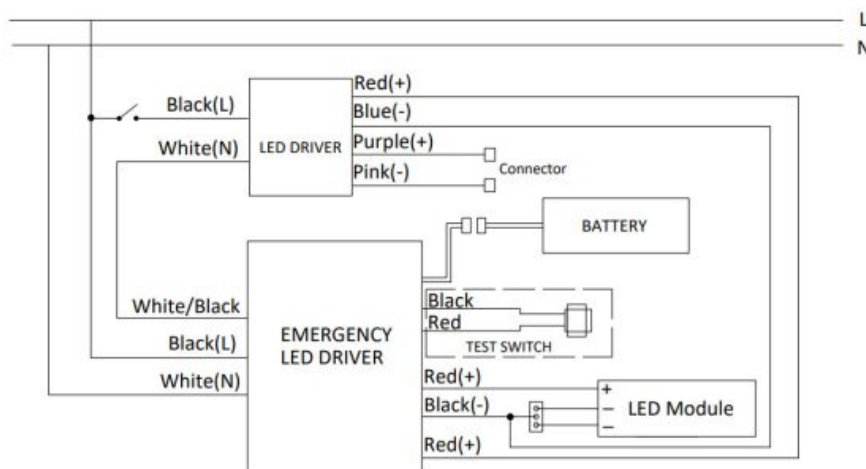 L
N
Red(+)
Black(L)
Blue(-)
White(N)
LED DRIVER
Purple(+)
Pink(-)
Connector
BATTERY
White/Black
Black(L)
White(N)
EMERGENCY
LED DRIVER
Black
Red
TEST SWITCH
Red(+)
Black(-)
Red(+)
+
−
−
LED Module